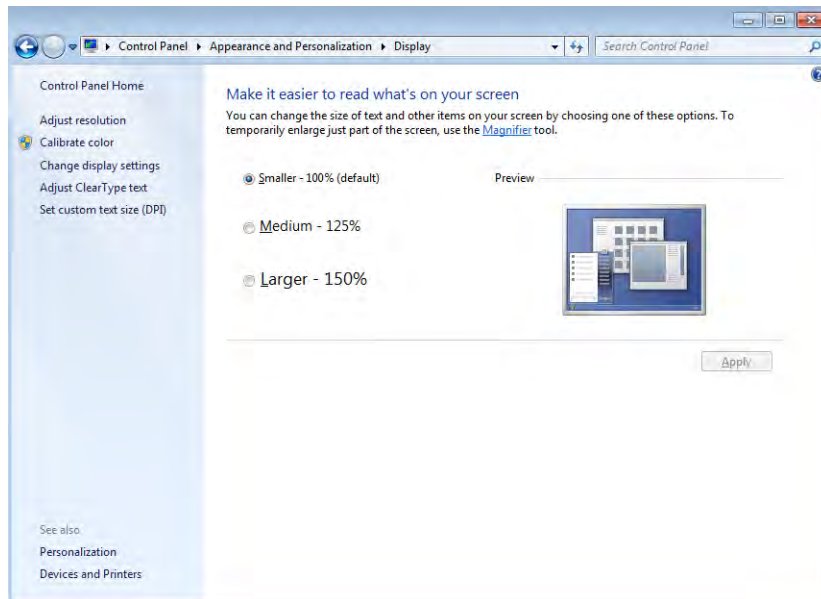 Control Panel Appearance and Personalization Display
Search Control Panel
Control Panel Home
Adjust resolution
Calibrate color
Change display settings
Adjust ClearType text
Set custom text size (DPI)
See also
Personalization
Devices and Printers
Make it easier to read what's on your screen
You can change the size of text and other items on your screen by choosing one of these options. To
temporarily enlarge just part of the screen, use the Magnifier tool.
Smaller - 100% (default)
Preview
Medium - 125%
Larger - 150%
Apply